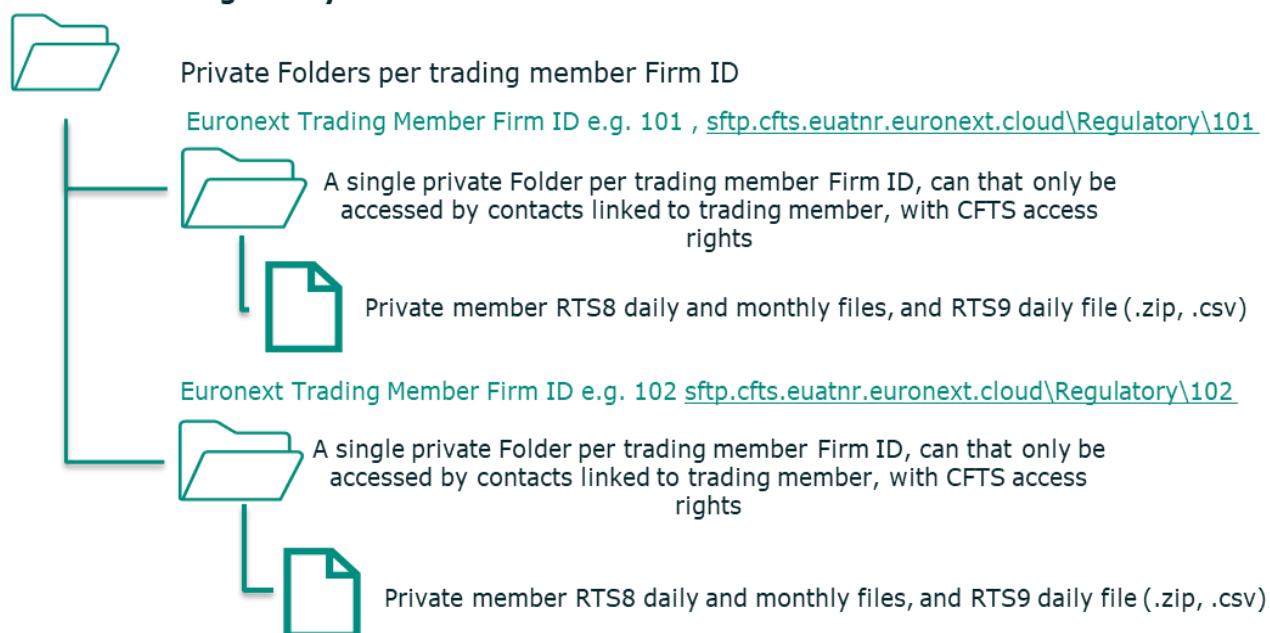 Private Folders per trading member Firm ID
Euronext Trading Member Firm ID e.g. 101 , sftp.cfts.euatnr.euronext.cloud\Regulatory\101
A single private Folder per trading member Firm ID, can that only be
accessed by contacts linked to trading member, with CFTS access
rights
Private member RTS8 daily and monthly files, and RTS9 daily file (.zip, .csv)
Euronext Trading Member Firm ID e.g. 102 sftp.cfts.euatnr.euronext.cloud\Regulatory\102
A single private Folder per trading member Firm ID, can that only be
accessed by contacts linked to trading member, with CFTS access
rights
Private member RTS8 daily and monthly files, and RTS9 daily file (.zip, .csv)